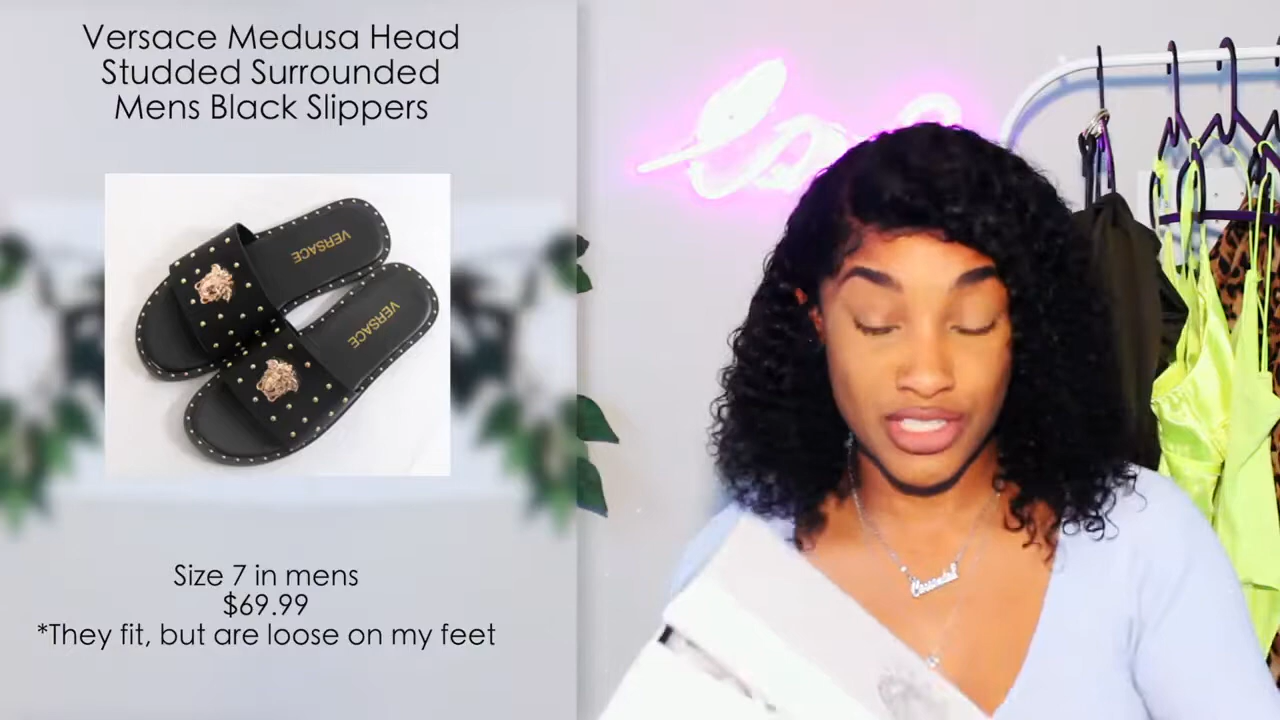 Versace Medusa Head
Studded Surrounded
Mens Black Slippers
VERSACE
VERSACE
Size 7 in mens
$69.99
*They fit, but are loose on my feet